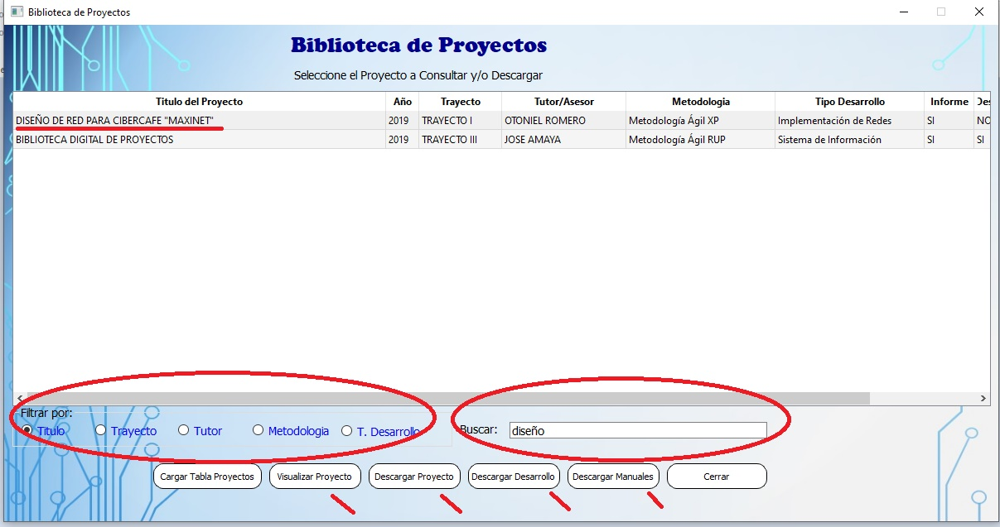 Biblioteca de Proyectos
Biblioteca de Proyectos
Seleccione el Proyecto a Consultar y/o Descargar
Titulo del Proyecto Año Trayecto Tutor/Asesor Metodologia Tipo Desarrollo Informe Des
DISEÑO DE RED PARA CIBERCAFE "MAXINET" 2019 TRAYECTO I OTONIEL ROMERO Metodología Ágil XP Implementación de Redes SI NO
BIBLIOTECA DIGITAL DE PROYECTOS 2019 TRAYECTO III JOSE AMAYA Metodología Ágil RUP Sistema de Información SI SI
Filtrar por:
Titulo Trayecto Tutor Metodologia T. Desarrollo Buscar: diseño
Cargar Tabla Proyectos Visualizar Proyecto Descargar Proyecto Descargar Desarrollo Descargar Manuales Cerrar